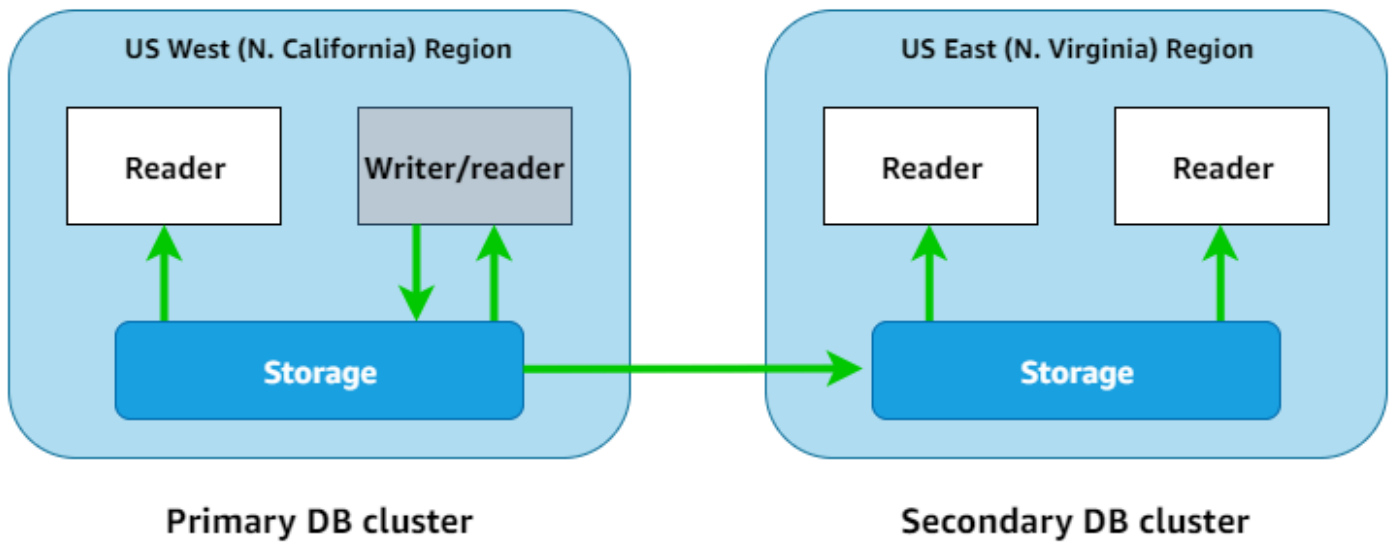 US West (N. California) Region
Reader
Writer/reader
Storage
Primary DB cluster
US East (N. Virginia) Region
Reader
Reader
Storage
Secondary DB cluster